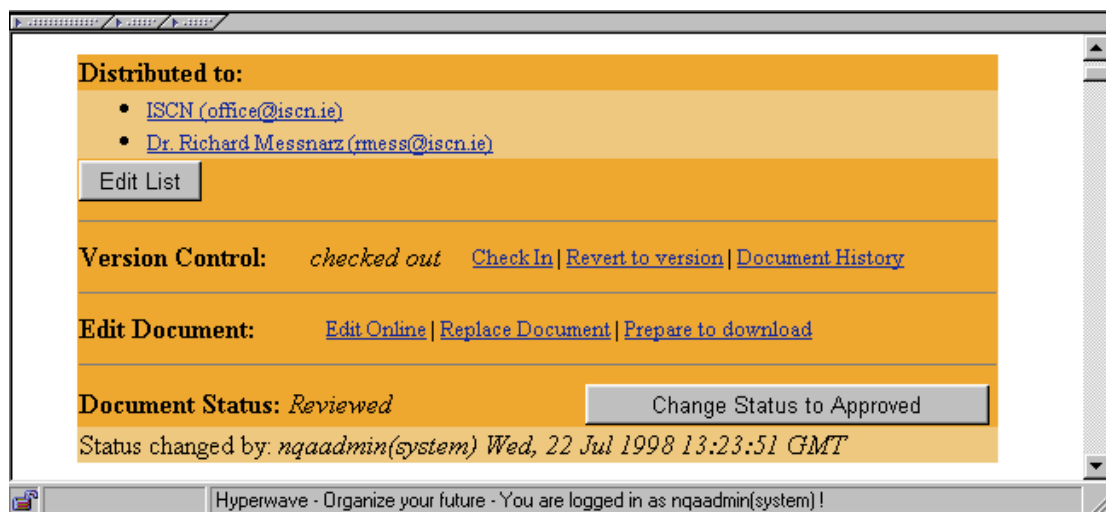 Distributed to:
• ISCN (office@iscn.ie)
• Dr. Richard Messnarz (rmess@iscn.ie)
Edit List
Version Control: checked out Check In | Revert to version | Document History
Edit Document: Edit Online | Replace Document | Prepare to download
Document Status: Reviewed Change Status to Approved
Status changed by: nqaadmin(system) Wed, 22 Jul 1998 13:23:51 GMT
Hyperwave - Organize your future - You are logged in as nqaadmin(system) !